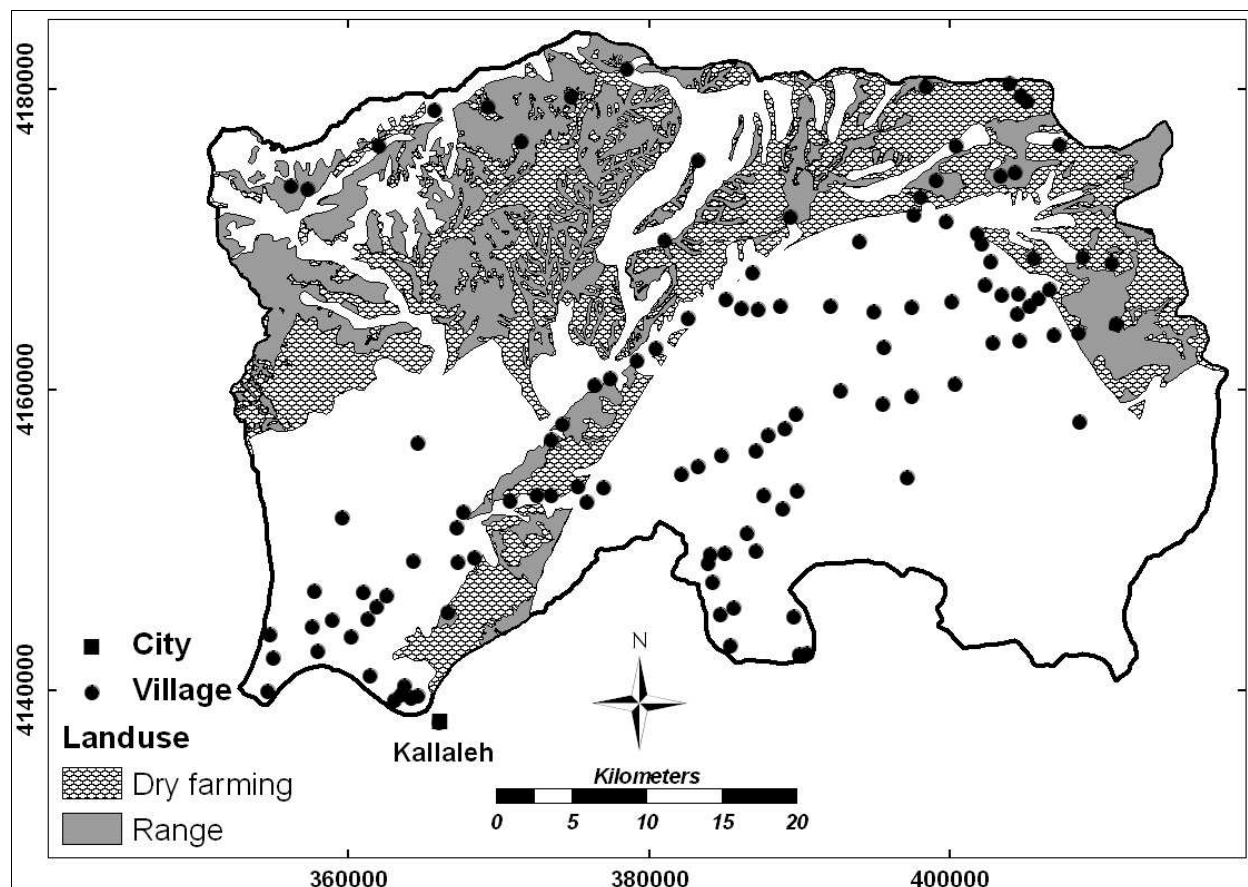 4180000
4160000
4140000
City
Village
Landuse
Dry farming
Range
Kallaleh
N
Kilometers
0 5 10 15 20
360000 380000 400000